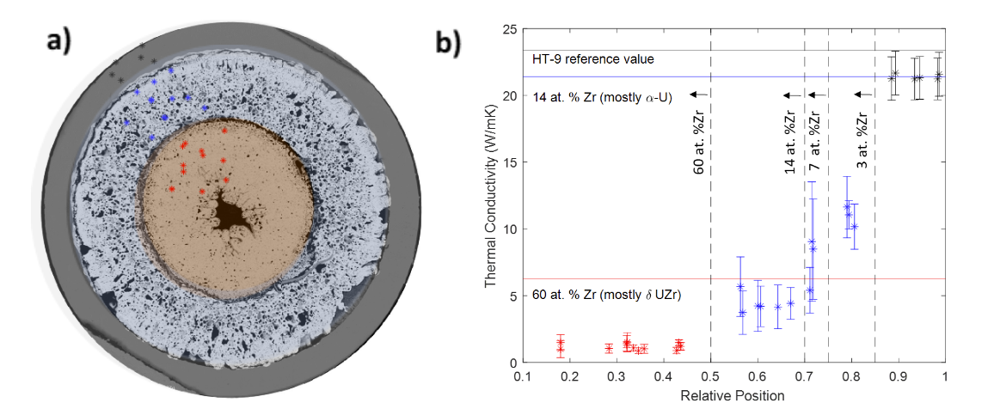 a)
b)
25
20
15
10
5
0
Thermal Conductivity (W/mK)
HT-9 reference value
14 at. % Zr (mostly α-U)
60 at. % Zr (mostly δ UZr)
60 at. %Zr
14 at. %Zr
7 at. %Zr
3 at. %Zr
0.1 0.2 0.3 0.4 0.5 0.6 0.7 0.8 0.9 1
Relative Position